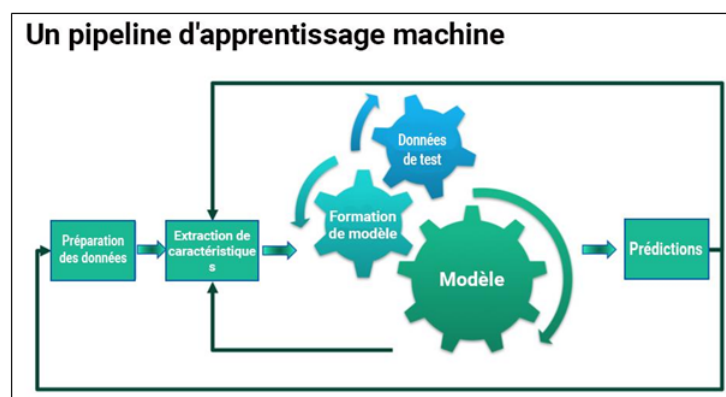 Un pipeline d'apprentissage machine
Données
de test
Formation
de modèle
Préparation
des données
Extraction de
caractéristique
s
Modèle
Prédictions